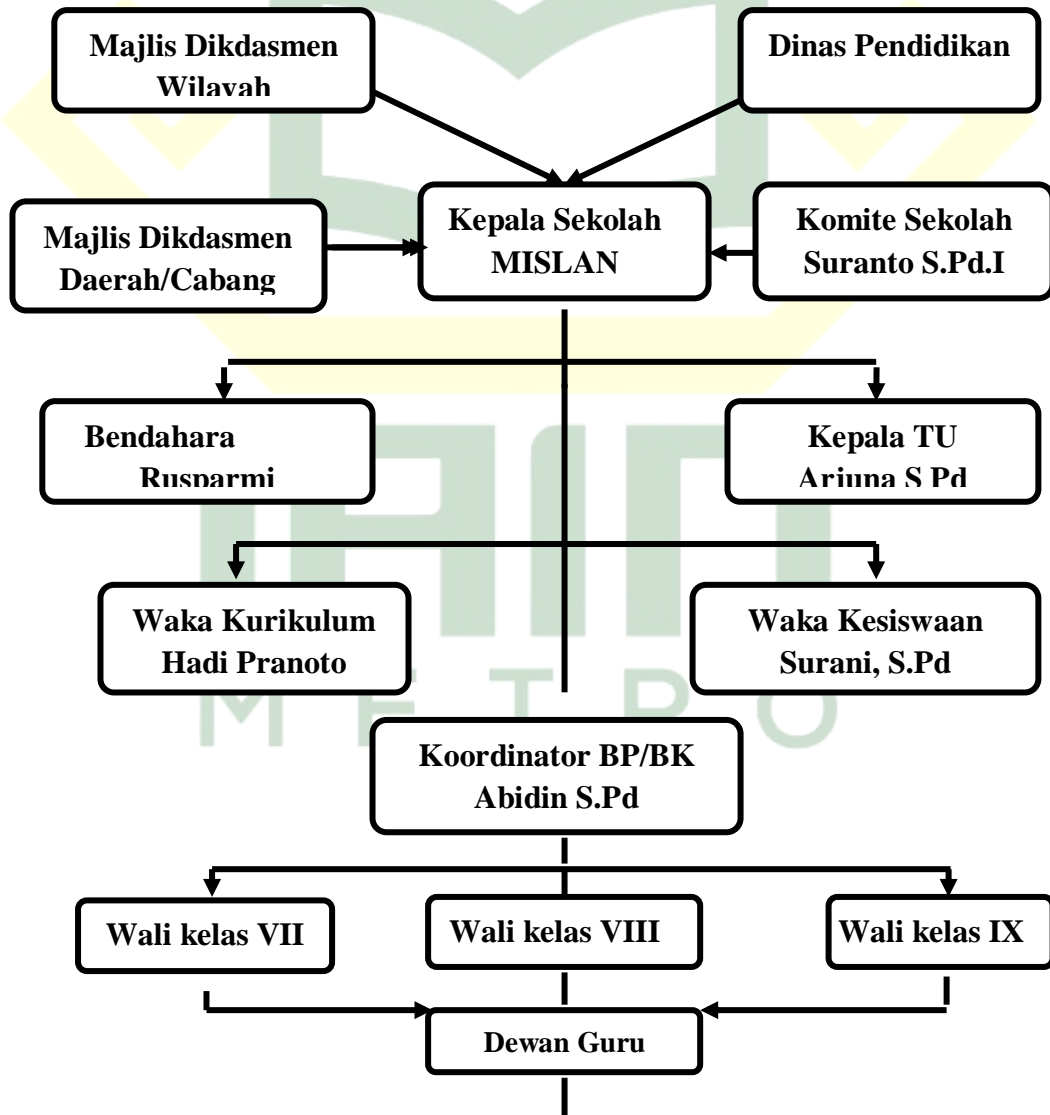 Majlis Dikdasmen
Wilayah
Dinas Pendidikan
Majlis Dikdasmen
Daerah/Cabang
Kepala Sekolah
MISLAN
Komite Sekolah
Suranto S.Pd.I
Bendahara
Rusparmi
Kepala TU
Arjuna S Pd
Waka Kurikulum
Hadi Pranoto
Waka Kesiswaan
Surani, S.Pd
IAIN
METRO
Koordinator BP/BK
Abidin S.Pd
Wali kelas VII
Wali kelas VIII
Wali kelas IX
Dewan Guru